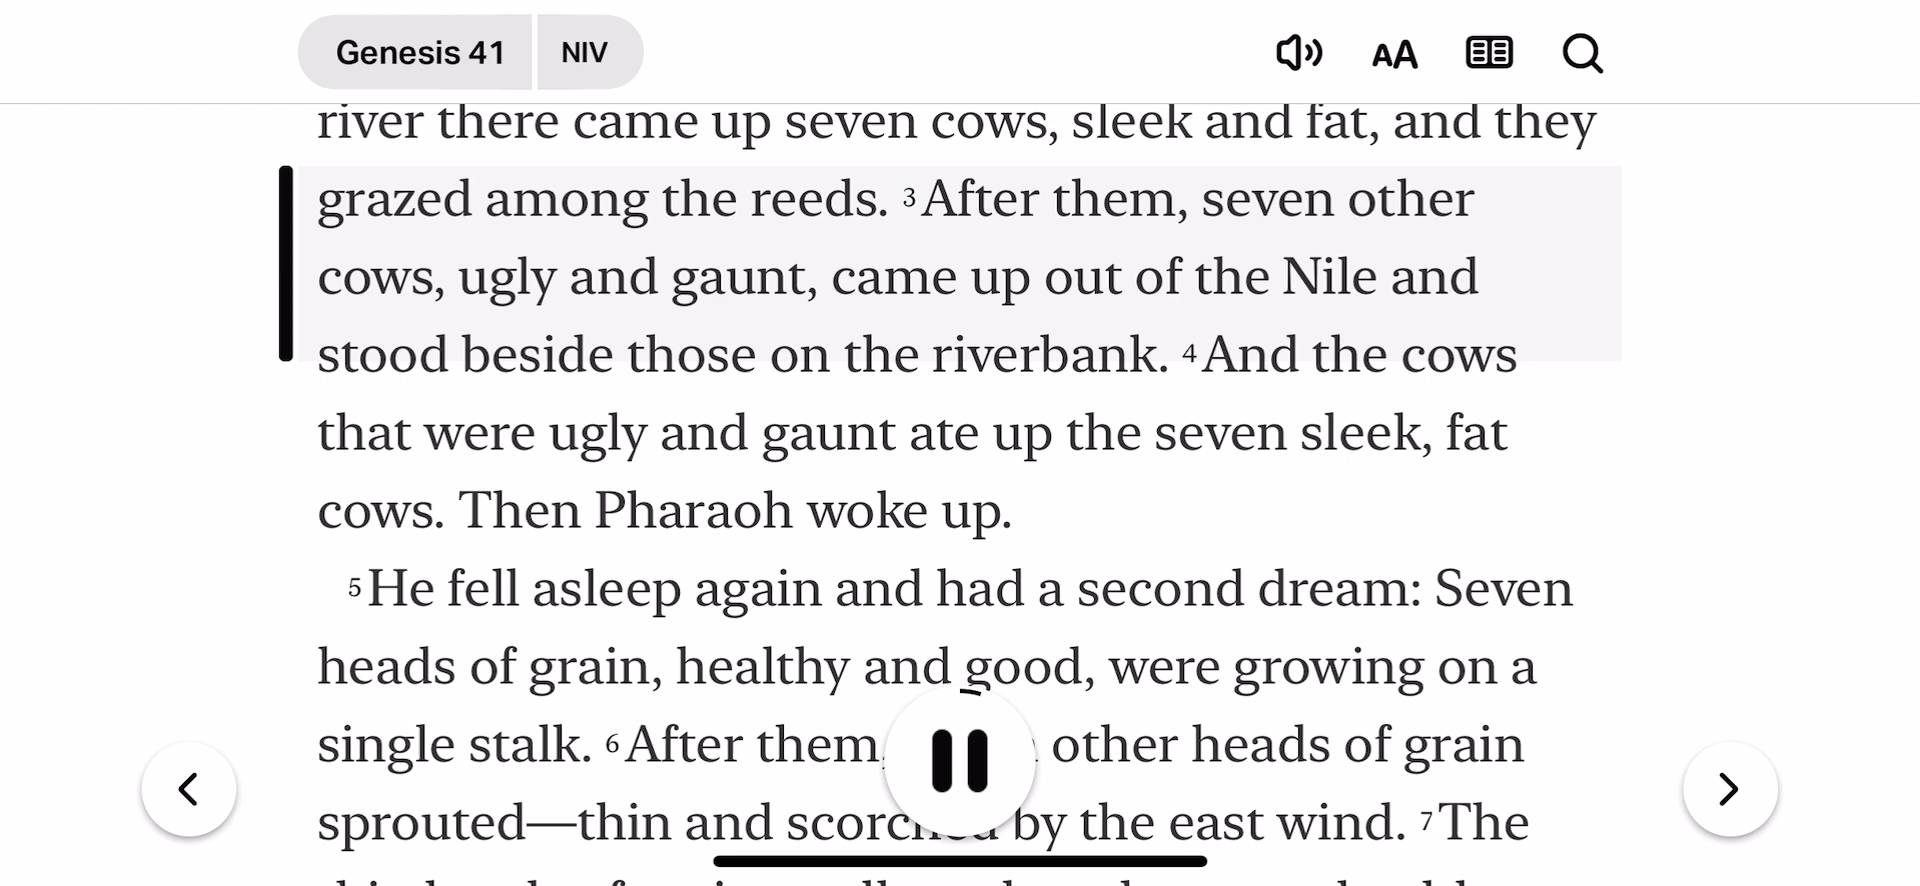 Genesis 41 NIV AA
river there came up seven cows, sleek and fat, and they
grazed among the reeds. 3 After them, seven other
cows, ugly and gaunt, came up out of the Nile and
stood beside those on the riverbank. 4 And the cows
that were ugly and gaunt ate up the seven sleek, fat
cows. Then Pharaoh woke up.
5 He fell asleep again and had a second dream: Seven
heads of grain, healthy and good, were growing on a
single stalk. 6 After them, other heads of grain
sprouted—thin and scorched by the east wind. 7 The